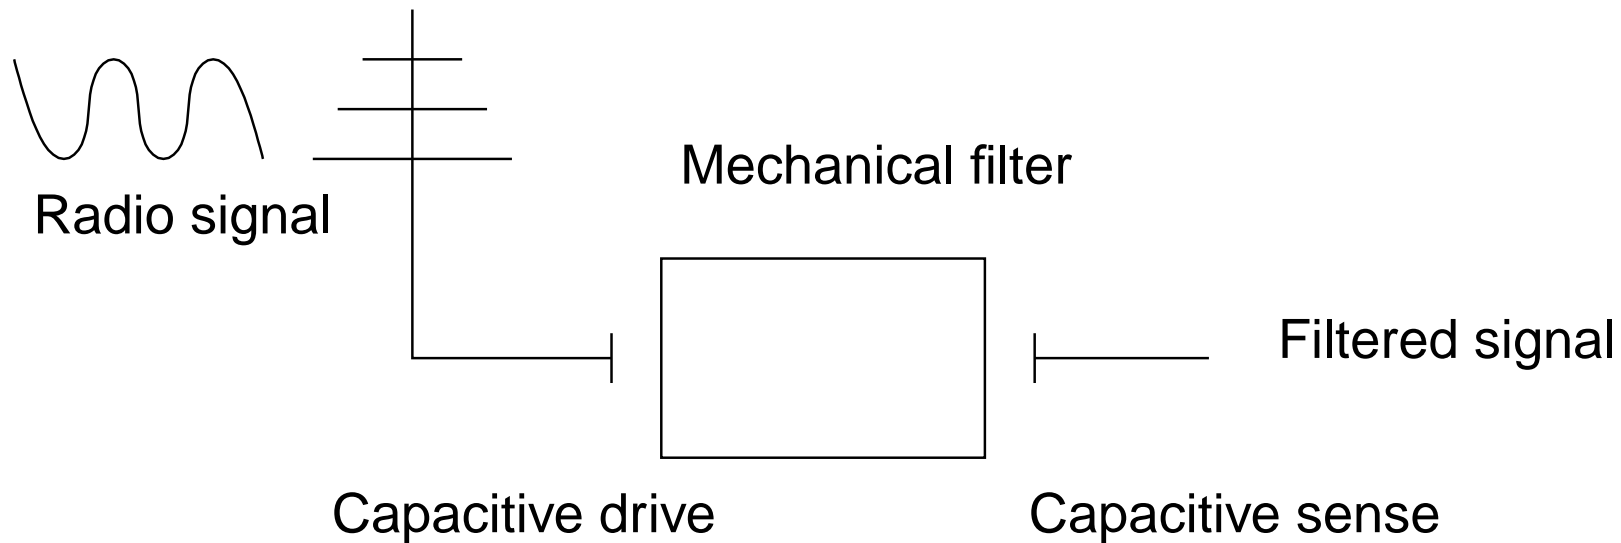 Mechanical filter
Radio signal
Filtered signal
Capacitive drive
Capacitive sense